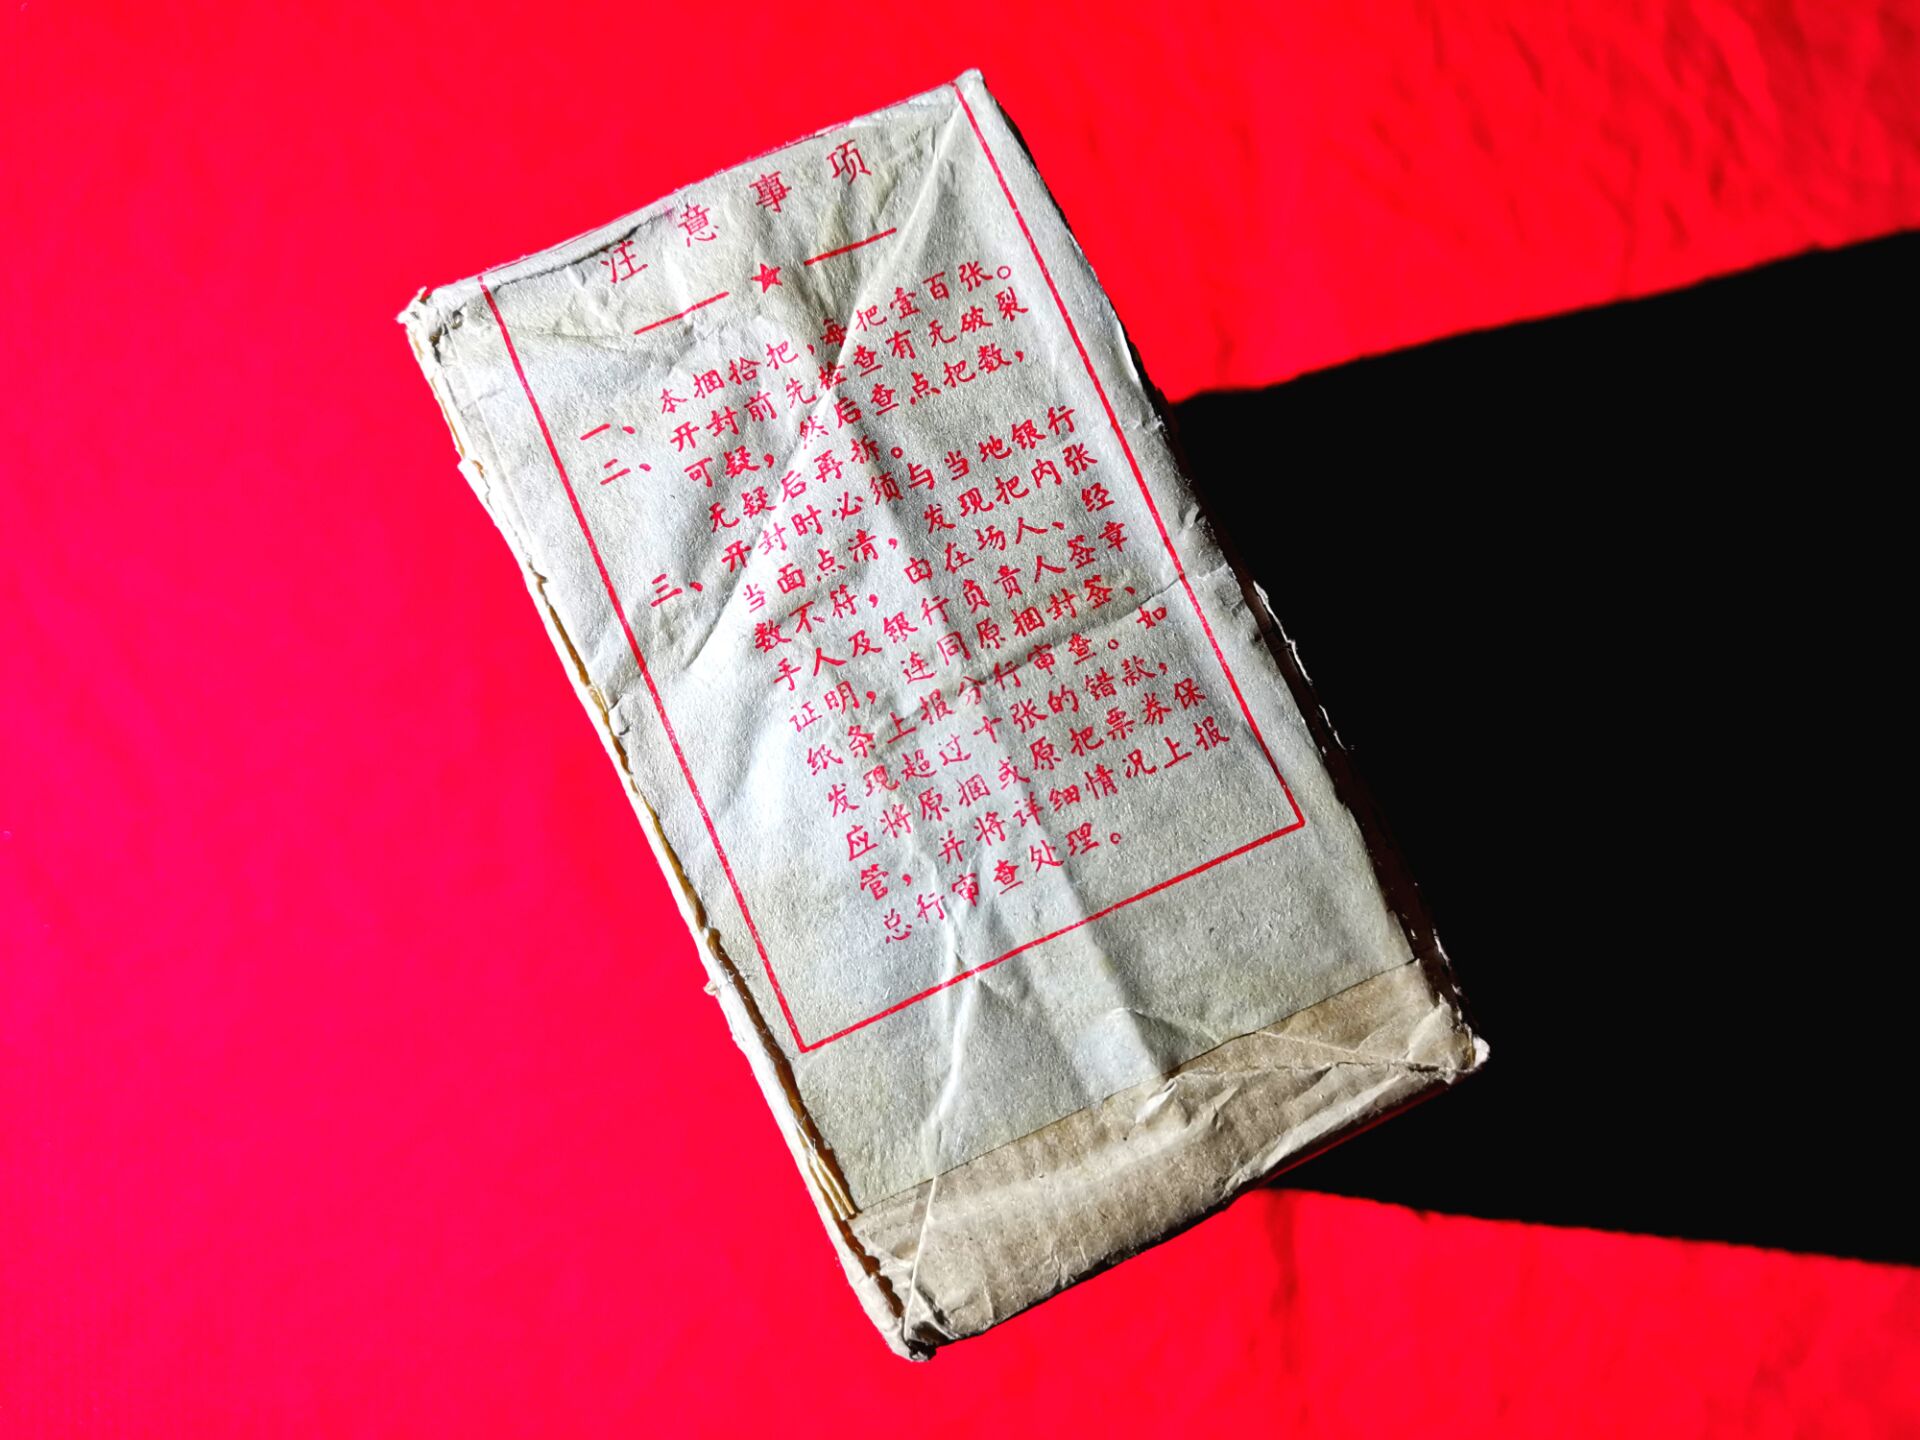 注意事项
一、本捆拾把，每把壹百张。
二、开封前先检查有无破裂
可疑，然后查点把数，
无疑后再拆。
三、开封时必须与当地银行
当面点清，发现把内张
数不符，由在场人、经
手人及银行负责人签章
证明，连同原捆封签、
纸条上报分行审查。如
发现超过十张的错款，
应将原捆或原把票券保
管，并将详细情况上报
总行审查处理。